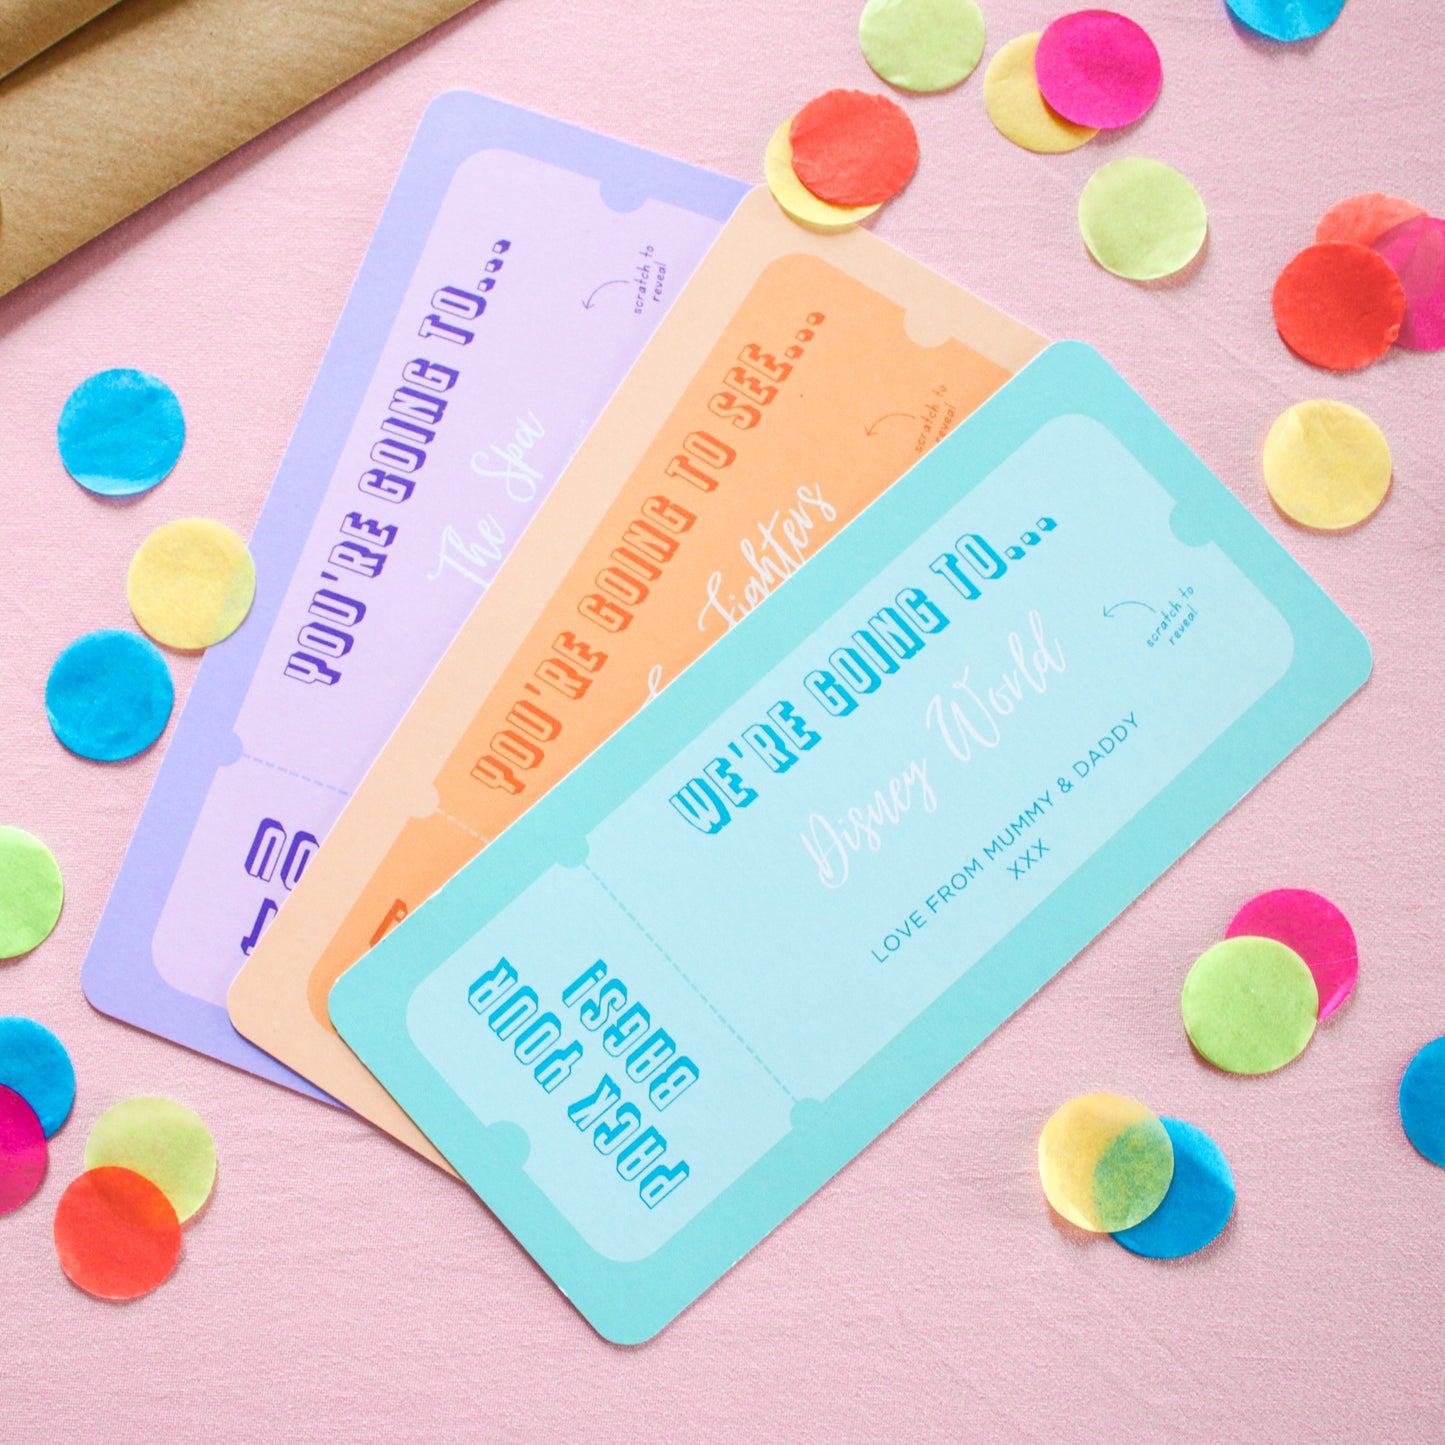 YOU'RE GOING TO...
The Spa
scratch to
reveal
YOU'RE GOING TO SEE...
Fighters
scratch to
reveal
WE'RE GOING TO...
Disney World
scratch to
reveal
LOVE FROM MUMMY & DADDY
XXX
PACK YOUR
BAGS!